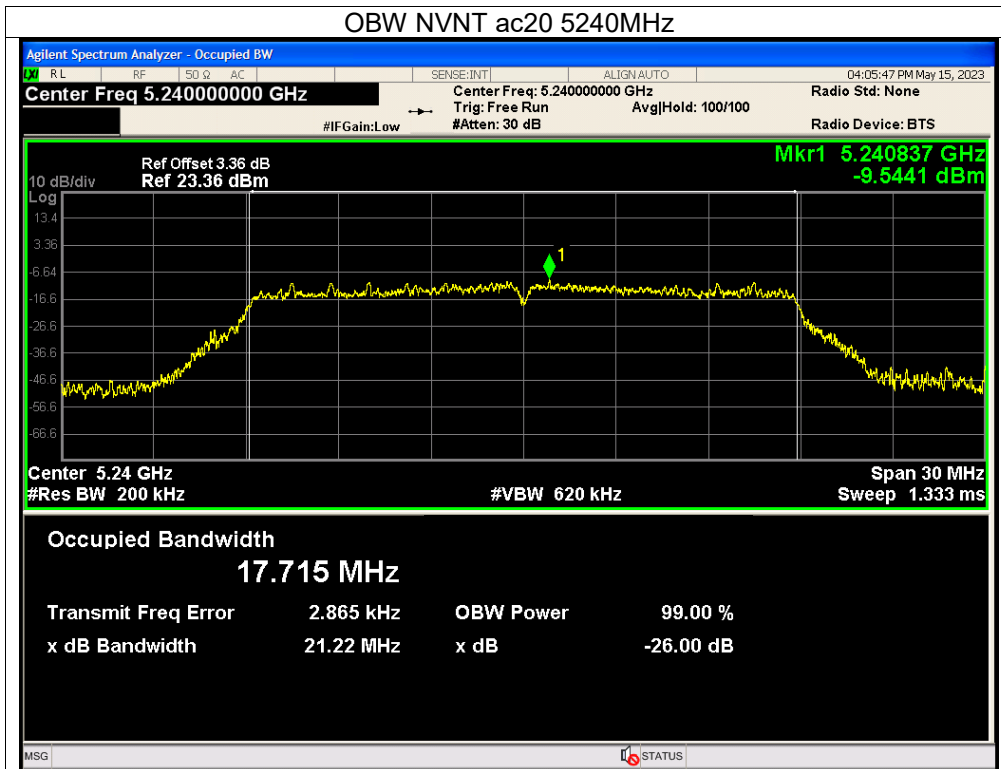 OBW NVNT ac20 5240MHz
Agilent Spectrum Analyzer - Occupied BW
LXI RL RF 50 Ω AC SENSE:INT ALIGNAUTO 04:05:47 PM May 15, 2023
Center Freq 5.240000000 GHz Center Freq: 5.240000000 GHz Radio Std: None
Trig: Free Run Avg|Hold: 100/100
#IFGain:Low #Atten: 30 dB Radio Device: BTS
Mkr1 5.240837 GHz
-9.5441 dBm
Ref Offset 3.36 dB
10 dB/div Ref 23.36 dBm
Log
13.4
3.36
1
-6.64
-16.6
-26.6
-36.6
-46.6
-56.6
-66.6
Center 5.24 GHz Span 30 MHz
#Res BW 200 kHz #VBW 620 kHz Sweep 1.333 ms
Occupied Bandwidth
17.715 MHz
Transmit Freq Error 2.865 kHz OBW Power 99.00 %
x dB Bandwidth 21.22 MHz x dB -26.00 dB
MSG STATUS